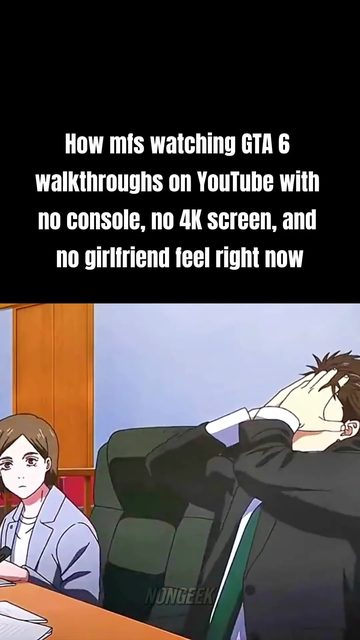 How mfs watching GTA 6
walkthroughs on YouTube with
no console, no 4K screen, and
no girlfriend feel right now
NONGEEK